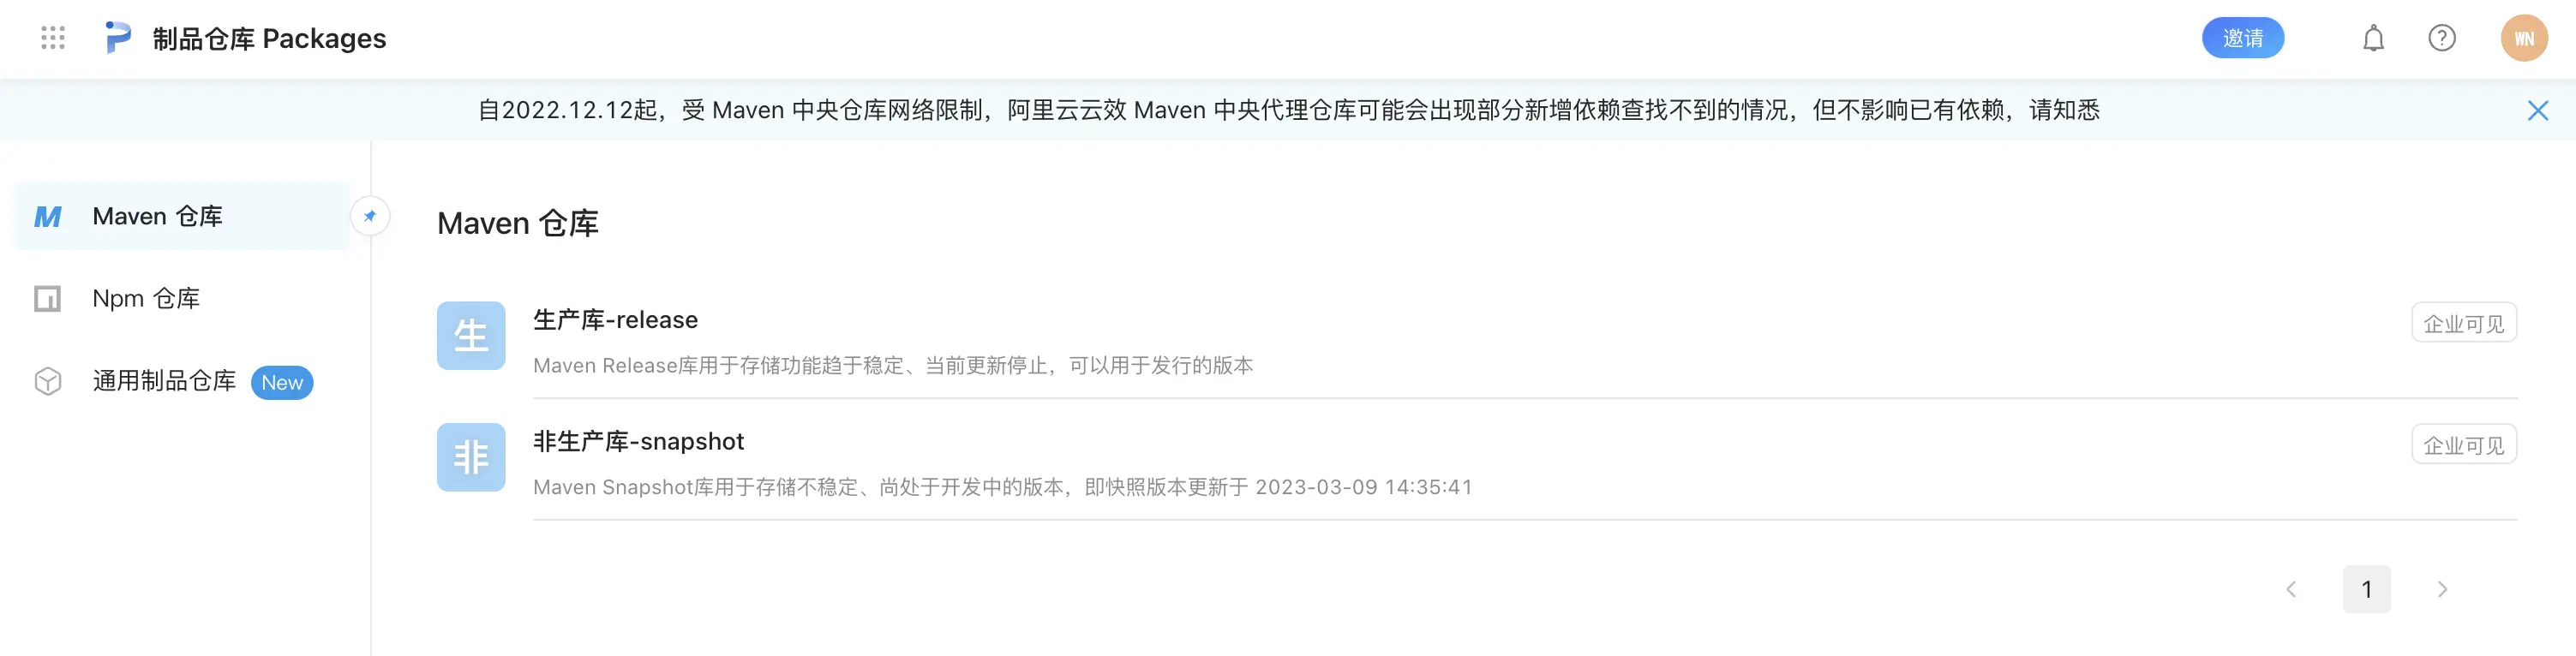 制品仓库 Packages
邀请
WN
自2022.12.12起，受 Maven 中央仓库网络限制，阿里云云效 Maven 中央代理仓库可能会出现部分新增依赖查找不到的情况，但不影响已有依赖，请知悉
Maven 仓库
Npm 仓库
通用制品仓库 New
Maven 仓库
生
生产库-release
企业可见
Maven Release库用于存储功能趋于稳定、当前更新停止，可以用于发行的版本
非
非生产库-snapshot
企业可见
Maven Snapshot库用于存储不稳定、尚处于开发中的版本，即快照版本更新于 2023-03-09 14:35:41
1